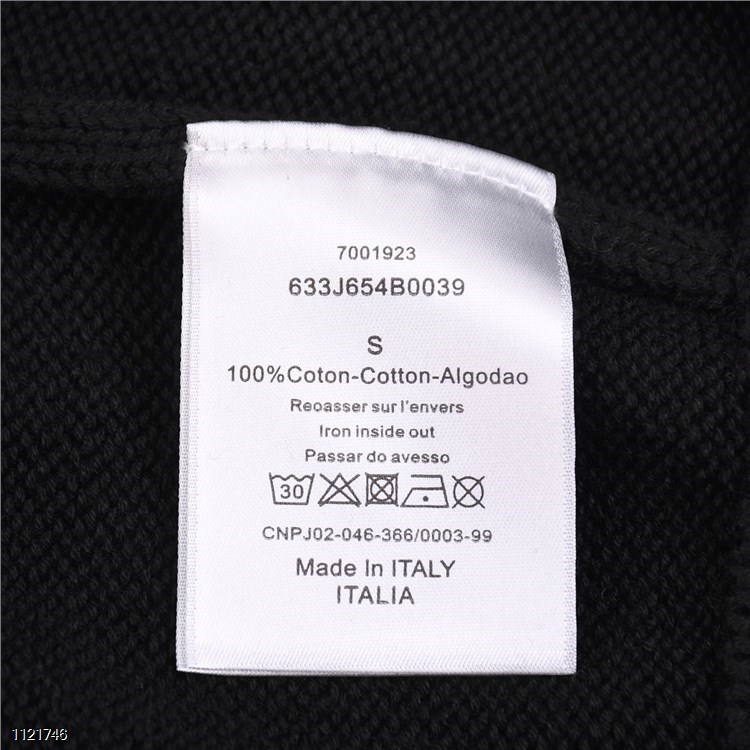 7001923
633J654B0039
S
100%Coton-Cotton-Algodao
Reoasser sur l'envers
Iron inside out
Passar do avesso
30
CNPJ02-046-366/0003-99
Made In ITALY
ITALIA
1121746